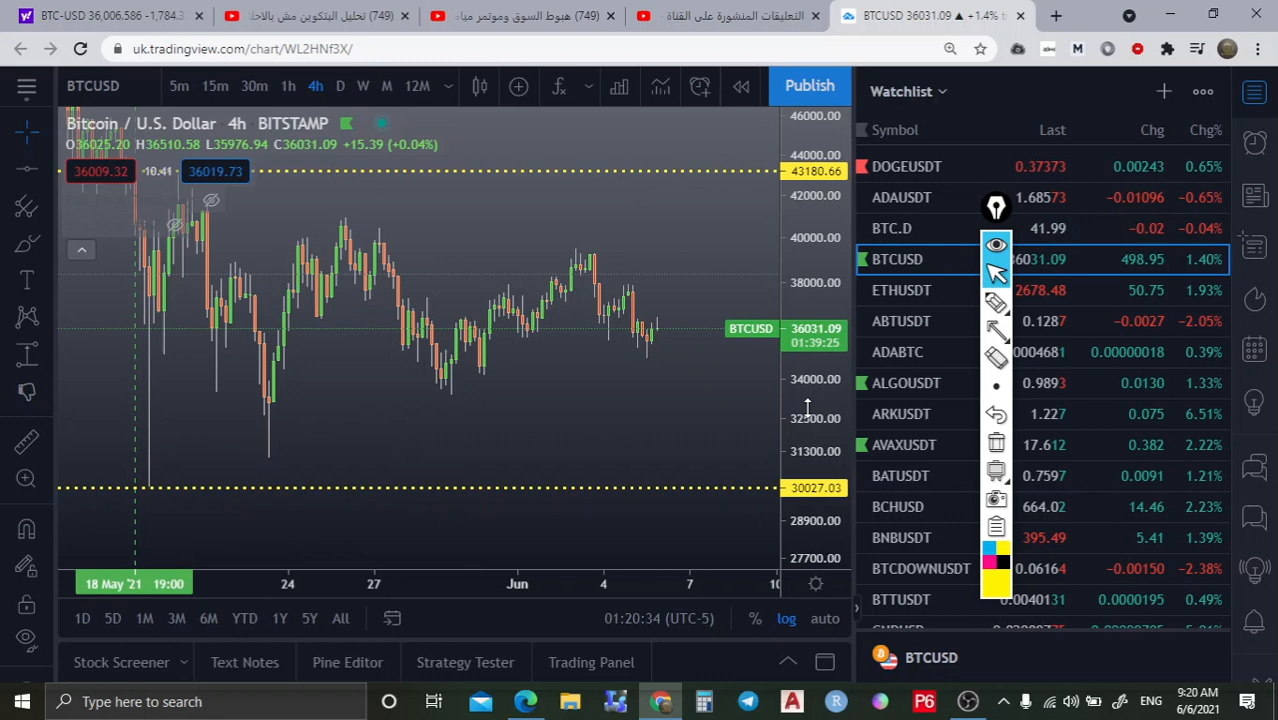 BTC-USD 36,006.586 -1,784.3
(749) تحليل البتكوين مش بالاحلا
(749) هبوط السوق وموتمر ميام
التعليقات المنشورة على القناة -
BTCUSD 36031.09 ▲ +1.4%
uk.tradingview.com/chart/WL2HNf3X/
BTCUSD 5m 15m 30m 1h 4h D W M 12M Publish
Bitcoin / U.S. Dollar 4h BITSTAMP
O36025.20 H36510.58 L35976.94 C36031.09 +15.39 (+0.04%)
36009.32 10.41 36019.73
46000.00
44000.00
43180.66
42000.00
40000.00
38000.00
BTCUSD 36031.09
01:39:25
34000.00
31300.00
30027.03
28900.00
27700.00
18 May '21 19:00 24 27 Jun 4 7 10
1D 5D 1M 3M 6M YTD 1Y 5Y All 01:20:34 (UTC-5) % log auto
Stock Screener Text Notes Pine Editor Strategy Tester Trading Panel
Watchlist
Symbol Last Chg Chg%
DOGEUSDT 0.37373 0.00243 0.65%
ADAUSDT 1.68573 −0.01096 −0.65%
BTC.D 41.99 −0.02 −0.04%
BTCUSD 36031.09 498.95 1.40%
ETHUSDT 2678.48 50.75 1.93%
ABTUSDT 0.1287 −0.0027 −2.05%
ADABTC 0004681 0.00000018 0.39%
ALGOUSDT 0.9893 0.0130 1.33%
ARKUSDT 1.227 0.075 6.51%
AVAXUSDT 17.612 0.382 2.22%
BATUSDT 0.7597 0.0091 1.21%
BCHUSD 664.02 14.46 2.23%
BNBUSDT 395.49 5.41 1.39%
BTCDOWNUSDT 0.06164 −0.00150 −2.38%
BTTUSDT 0.0040131 0.0000195 0.49%
BTCUSD
Type here to search
ENG
9:20 AM
6/6/2021